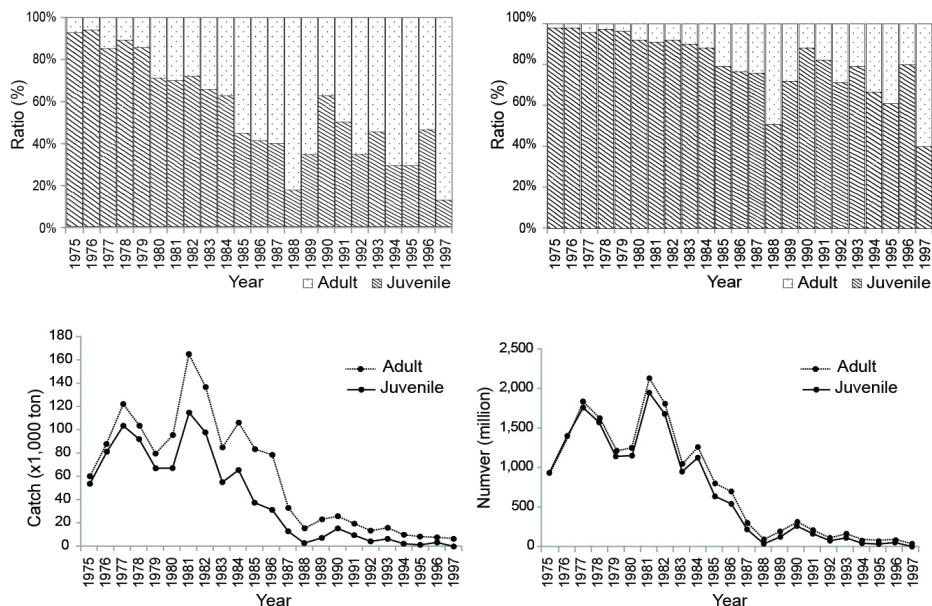 100%
80%
60%
40%
20%
0%
Ratio (%)
1975 1976 1977 1978 1979 1980 1981 1982 1983 1984 1985 1986 1987 1988 1989 1990 1991 1992 1993 1994 1995 1996 1997
Year
Adult Juvenile
100%
80%
60%
40%
20%
0%
Ratio (%)
1975 1976 1977 1978 1979 1980 1981 1982 1983 1984 1985 1986 1987 1988 1989 1990 1991 1992 1993 1994 1995 1996 1997
Year
Adult Juvenile
180
160
140
120
100
80
60
40
20
0
Catch (x1,000 ton)
Adult
Juvenile
1975 1976 1977 1978 1979 1980 1981 1982 1983 1984 1985 1986 1987 1988 1989 1990 1991 1992 1993 1994 1995 1996 1997
Year
2,500
2,000
1,500
1,000
500
0
Numver (million)
Adult
Juvenile
1975 1976 1977 1978 1979 1980 1981 1982 1983 1984 1985 1986 1987 1988 1989 1990 1991 1992 1993 1994 1995 1996 1997
Year